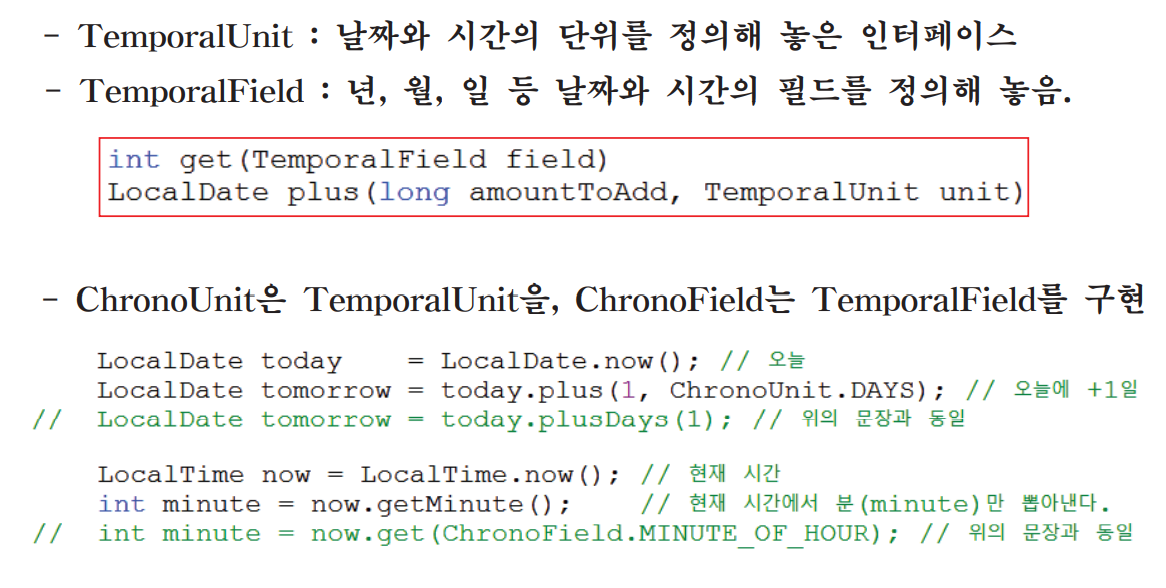 - TemporalUnit : 날짜와 시간의 단위를 정의해 놓은 인터페이스
- TemporalField : 년, 월, 일 등 날짜와 시간의 필드를 정의해 놓음.
int get(TemporalField field)
LocalDate plus(long amountToAdd, TemporalUnit unit)
- ChronoUnit은 TemporalUnit을, ChronoField는 TemporalField를 구현
LocalDate today    = LocalDate.now(); // 오늘
LocalDate tomorrow = today.plus(1, ChronoUnit.DAYS); // 오늘에 +1일
//  LocalDate tomorrow = today.plusDays(1); // 위의 문장과 동일
LocalTime now = LocalTime.now(); // 현재 시간
int minute = now.getMinute();    // 현재 시간에서 분(minute)만 뽑아낸다.
//  int minute = now.get(ChronoField.MINUTE_OF_HOUR); // 위의 문장과 동일